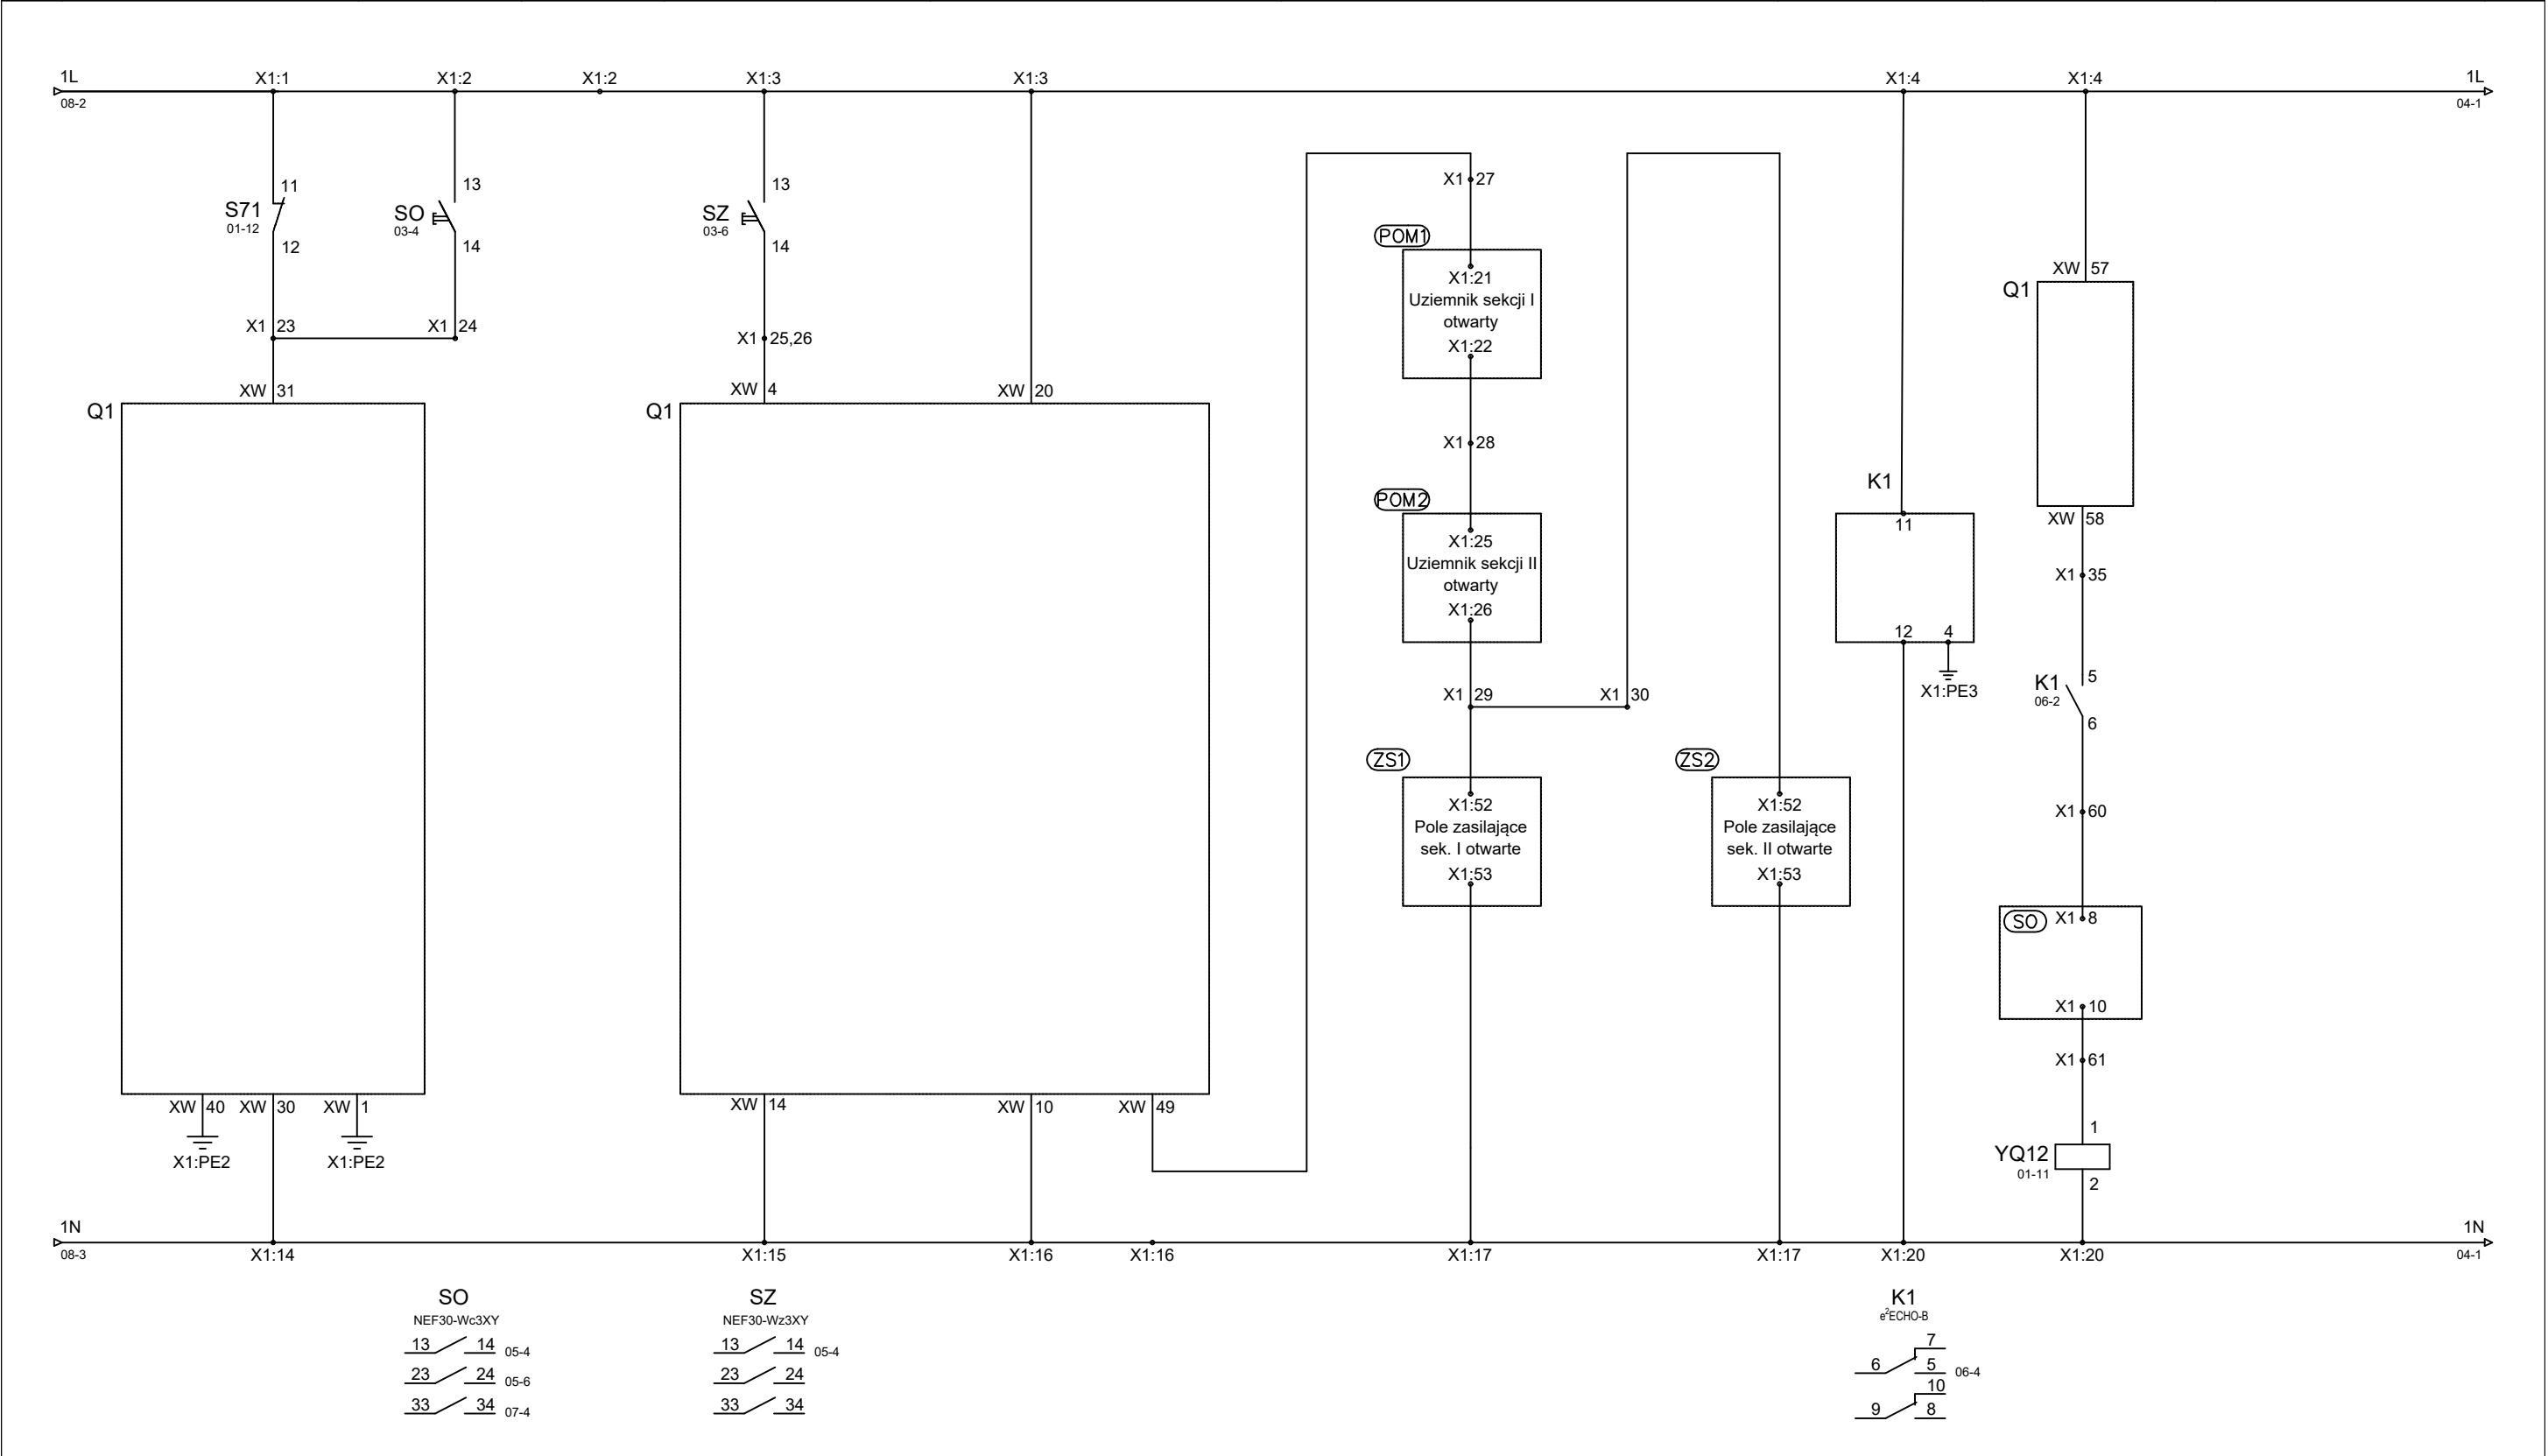 1L X1:1 X1:2 X1:2 X1:3 X1:3 X1:4 X1:4 1L
08-2 04-1
11 13 13
S71 SO SZ
01-12 03-4 03-6
12 14 14
X1 27
POM1
X1:21
Uziemnik sekcji I
otwarty
X1:22
XW 57
Q1
X1 23 X1 24 X1 25,26
XW 31 XW 4 XW 20
Q1 Q1
X1 28
POM2
X1:25
Uziemnik sekcji II
otwarty
X1:26
K1
11
12 4
X1:PE3
XW 58
X1 35
5
K1
06-2
6
X1 29 X1 30
ZS1 ZS2
X1:52 X1:52
Pole zasilające Pole zasilające
sek. I otwarte sek. II otwarte
X1:53 X1:53
X1 60
SO X1 8
X1 10
X1 61
1
YQ12
01-11
2
XW 40 XW 30 XW 1 XW 14 XW 10 XW 49
X1:PE2 X1:PE2
1N 1N
08-3 X1:14 X1:15 X1:16 X1:16 X1:17 X1:17 X1:20 X1:20 04-1
SO
NEF30-Wc3XY
13 14 05-4
23 24 05-6
33 34 07-4
SZ
NEF30-Wz3XY
13 14 05-4
23 24
33 34
K1
e²ECHO-B
7
6 5 06-4
10
9 8